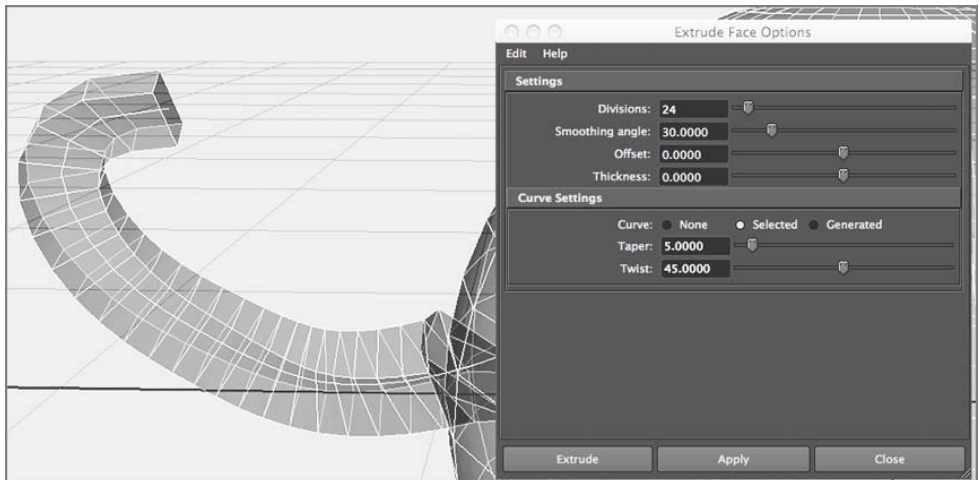 Extrude Face Options
Edit Help
Settings
Divisions: 24
Smoothing angle: 30.0000
Offset: 0.0000
Thickness: 0.0000
Curve Settings
Curve: None Selected Generated
Taper: 5.0000
Twist: 45.0000
Extrude Apply Close